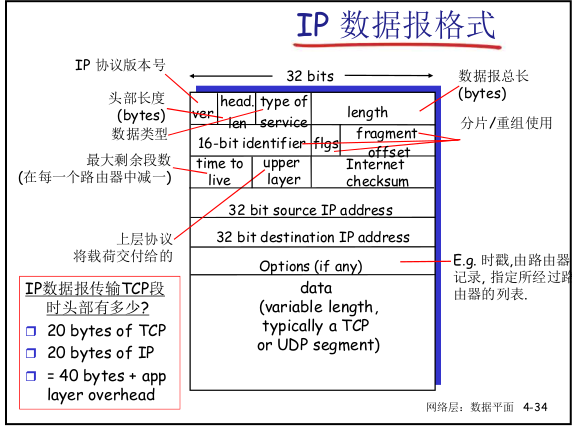 IP 数据报格式
IP 协议版本号
32 bits
数据报总长
(bytes)
头部长度
(bytes)
数据类型
ver
head.
len
type of
service
length
分片/重组使用
16-bit identifier
flgs
fragment
offset
最大剩余段数
(在每一个路由器中减一)
time to
live
upper
layer
Internet
checksum
32 bit source IP address
上层协议
将载荷交付给的
32 bit destination IP address
Options (if any)
E.g. 时戳,由路由器
记录, 指定所经过路
由器的列表.
data
(variable length,
typically a TCP
or UDP segment)
IP数据报传输TCP段
时头部有多少?
20 bytes of TCP
20 bytes of IP
= 40 bytes + app
layer overhead
网络层：数据平面 4-34